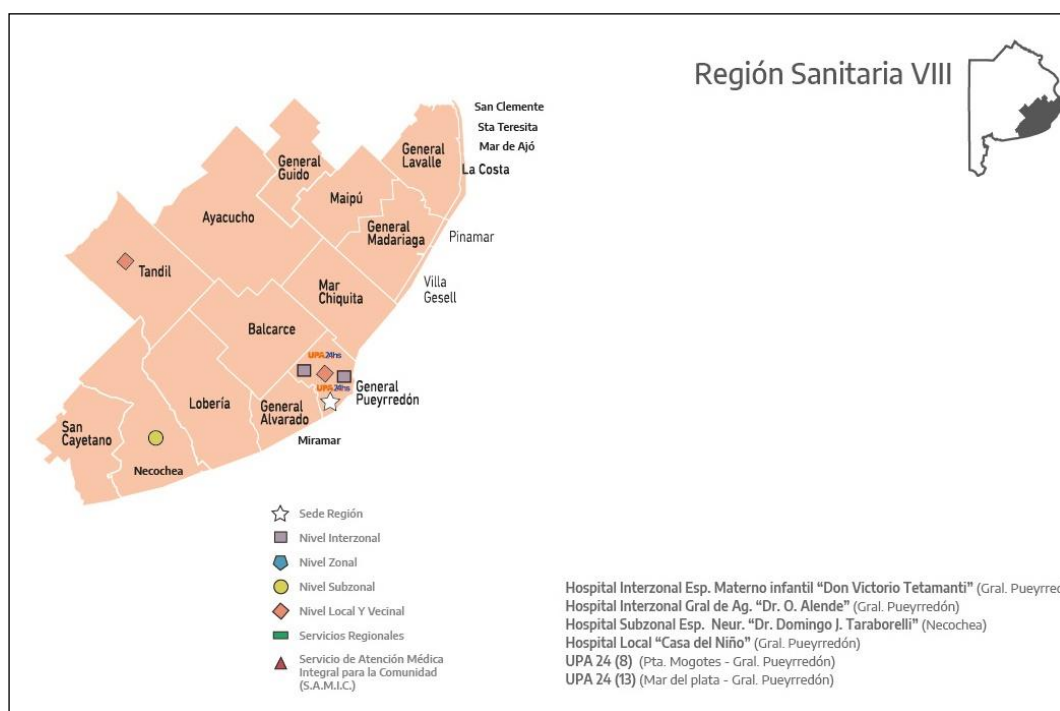 Región Sanitaria VIII
San Clemente
Sta Teresita
Mar de Ajó
La Costa
General
Lavalle
General
Guido
Maipú
Ayacucho
General
Madariaga
Pinamar
Tandil
Mar
Chiquita
Villa
Gesell
Balcarce
UPA24hs
UPA24hs
General
Pueyrredón
Lobería
General
Alvarado
San
Cayetano
Miramar
Necochea
Sede Región
Nivel Interzonal
Nivel Zonal
Nivel Subzonal
Nivel Local Y Vecinal
Servicios Regionales
Servicio de Atención Médica
Integral para la Comunidad
(S.A.M.I.C.)
Hospital Interzonal Esp. Materno infantil “Don Victorio Tetamanti” (Gral. Pueyrred
Hospital Interzonal Gral de Ag. “Dr. O. Alende” (Gral. Pueyrredón)
Hospital Subzonal Esp. Neur. “Dr. Domingo J. Taraborelli” (Necochea)
Hospital Local “Casa del Niño” (Gral. Pueyrredón)
UPA 24 (8) (Pta. Mogotes - Gral. Pueyrredón)
UPA 24 (13) (Mar del plata - Gral. Pueyrredón)